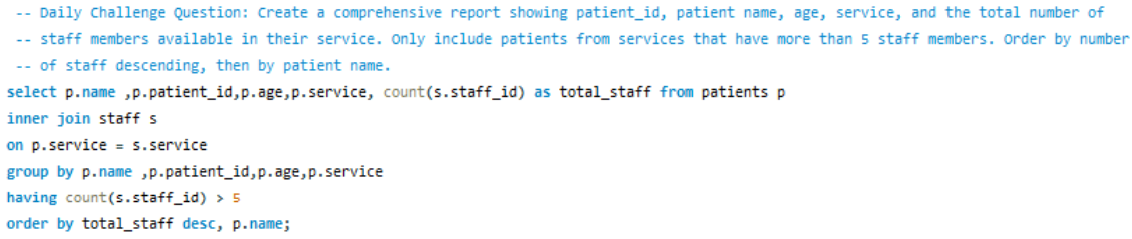 -- Daily Challenge Question: Create a comprehensive report showing patient_id, patient name, age, service, and the total number of
-- staff members available in their service. Only include patients from services that have more than 5 staff members. Order by number
-- of staff descending, then by patient name.
select p.name ,p.patient_id,p.age,p.service, count(s.staff_id) as total_staff from patients p
inner join staff s
on p.service = s.service
group by p.name ,p.patient_id,p.age,p.service
having count(s.staff_id) > 5
order by total_staff desc, p.name;